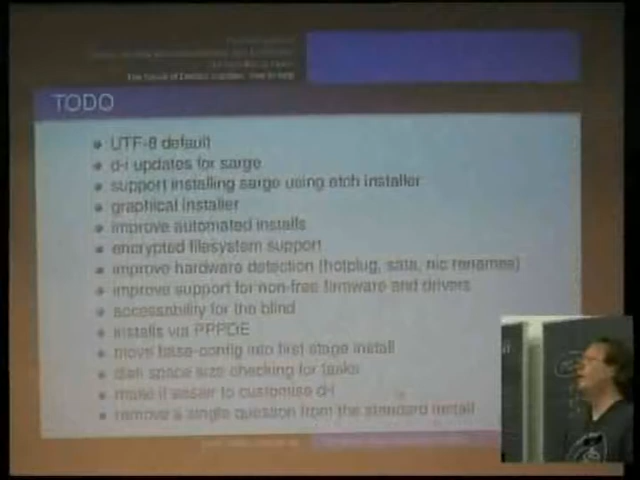 TODO
UTF-8 default
d-i updates for sarge
support installing sarge using etch installer
graphical installer
improve automated installs
encrypted filesystem support
improve hardware detection (hotplug, sata, nic renames)
improve support for non-free firmware and drivers
accessability for the blind
installs via PPPOE
move base-config into first stage install
disk space size checking for tasks
make it easier to customise d-i
remove a single question from the standard install